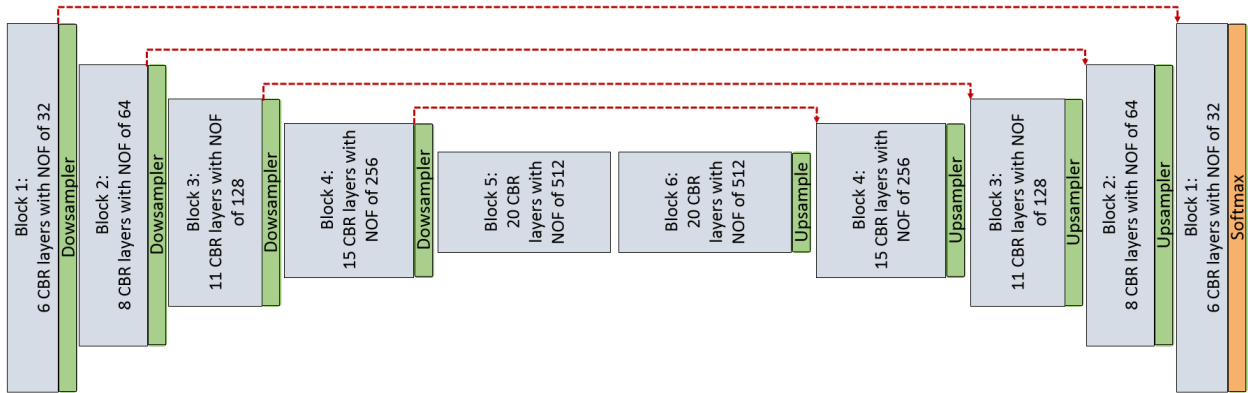 Block 1:
6 CBR layers with NOF of 32
Dowsampler
Block 2:
8 CBR layers with NOF of 64
Dowsampler
Block 3:
11 CBR layers with NOF
of 128
Dowsampler
Block 4:
15 CBR layers with
NOF of 256
Dowsampler
Block 5:
20 CBR
layers with
NOF of 512
Block 6:
20 CBR
layers with
NOF of 512
Upsample
Block 4:
15 CBR layers with
NOF of 256
Upsampler
Block 3:
11 CBR layers with NOF
of 128
Upsampler
Block 2:
8 CBR layers with NOF of 64
Upsampler
Block 1:
6 CBR layers with NOF of 32
Softmax